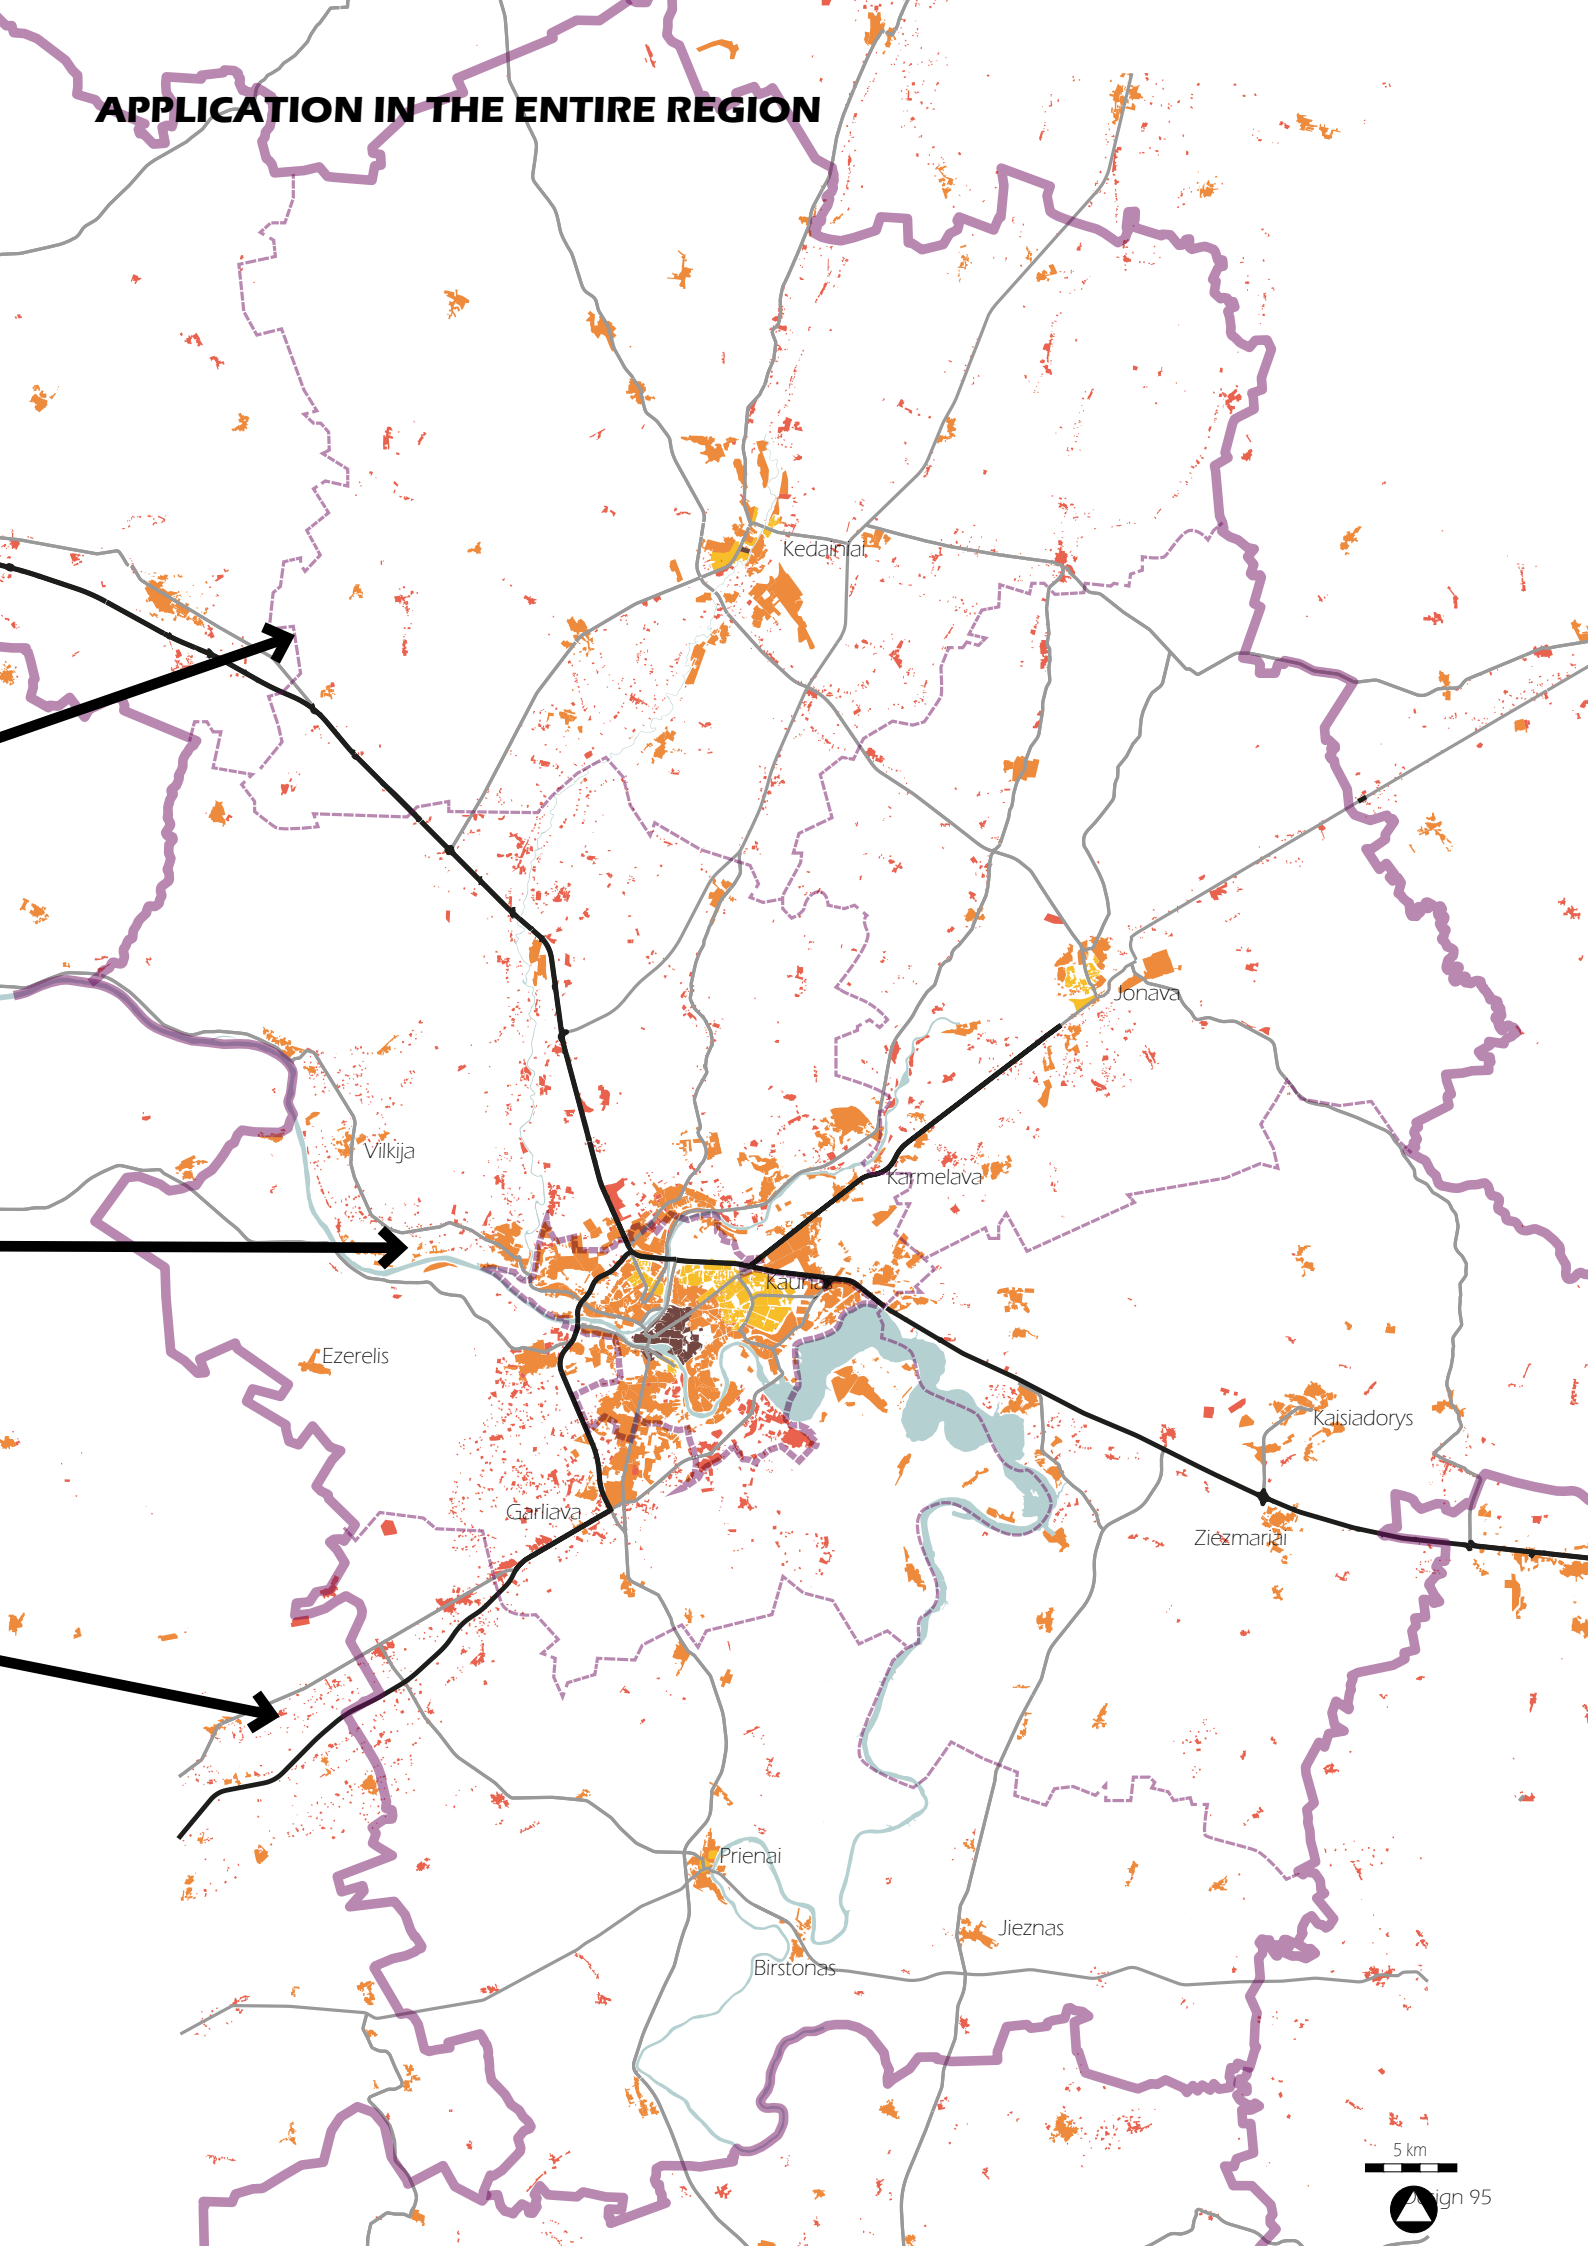 APPLICATION IN THE ENTIRE REGION
Kedainiai
Jonava
Vilkija
Karmelava
Kaunas
Ezerelis
Kaisiadorys
Garliava
Ziezmariai
Prienai
Jieznas
Birstonas
5 km
Design 95